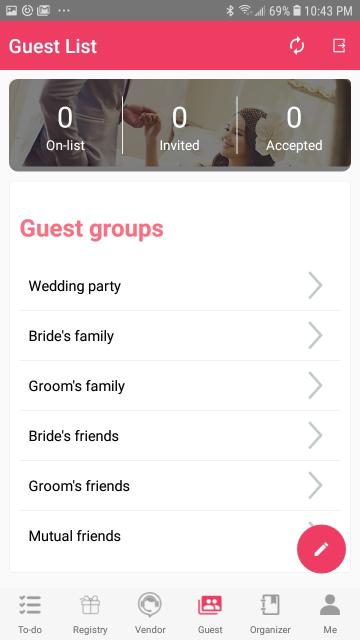 69% 10:43 PM
Guest List
0 0 0
On-list Invited Accepted
Guest groups
Wedding party
Bride's family
Groom's family
Bride's friends
Groom's friends
Mutual friends
To-do Registry Vendor Guest Organizer Me